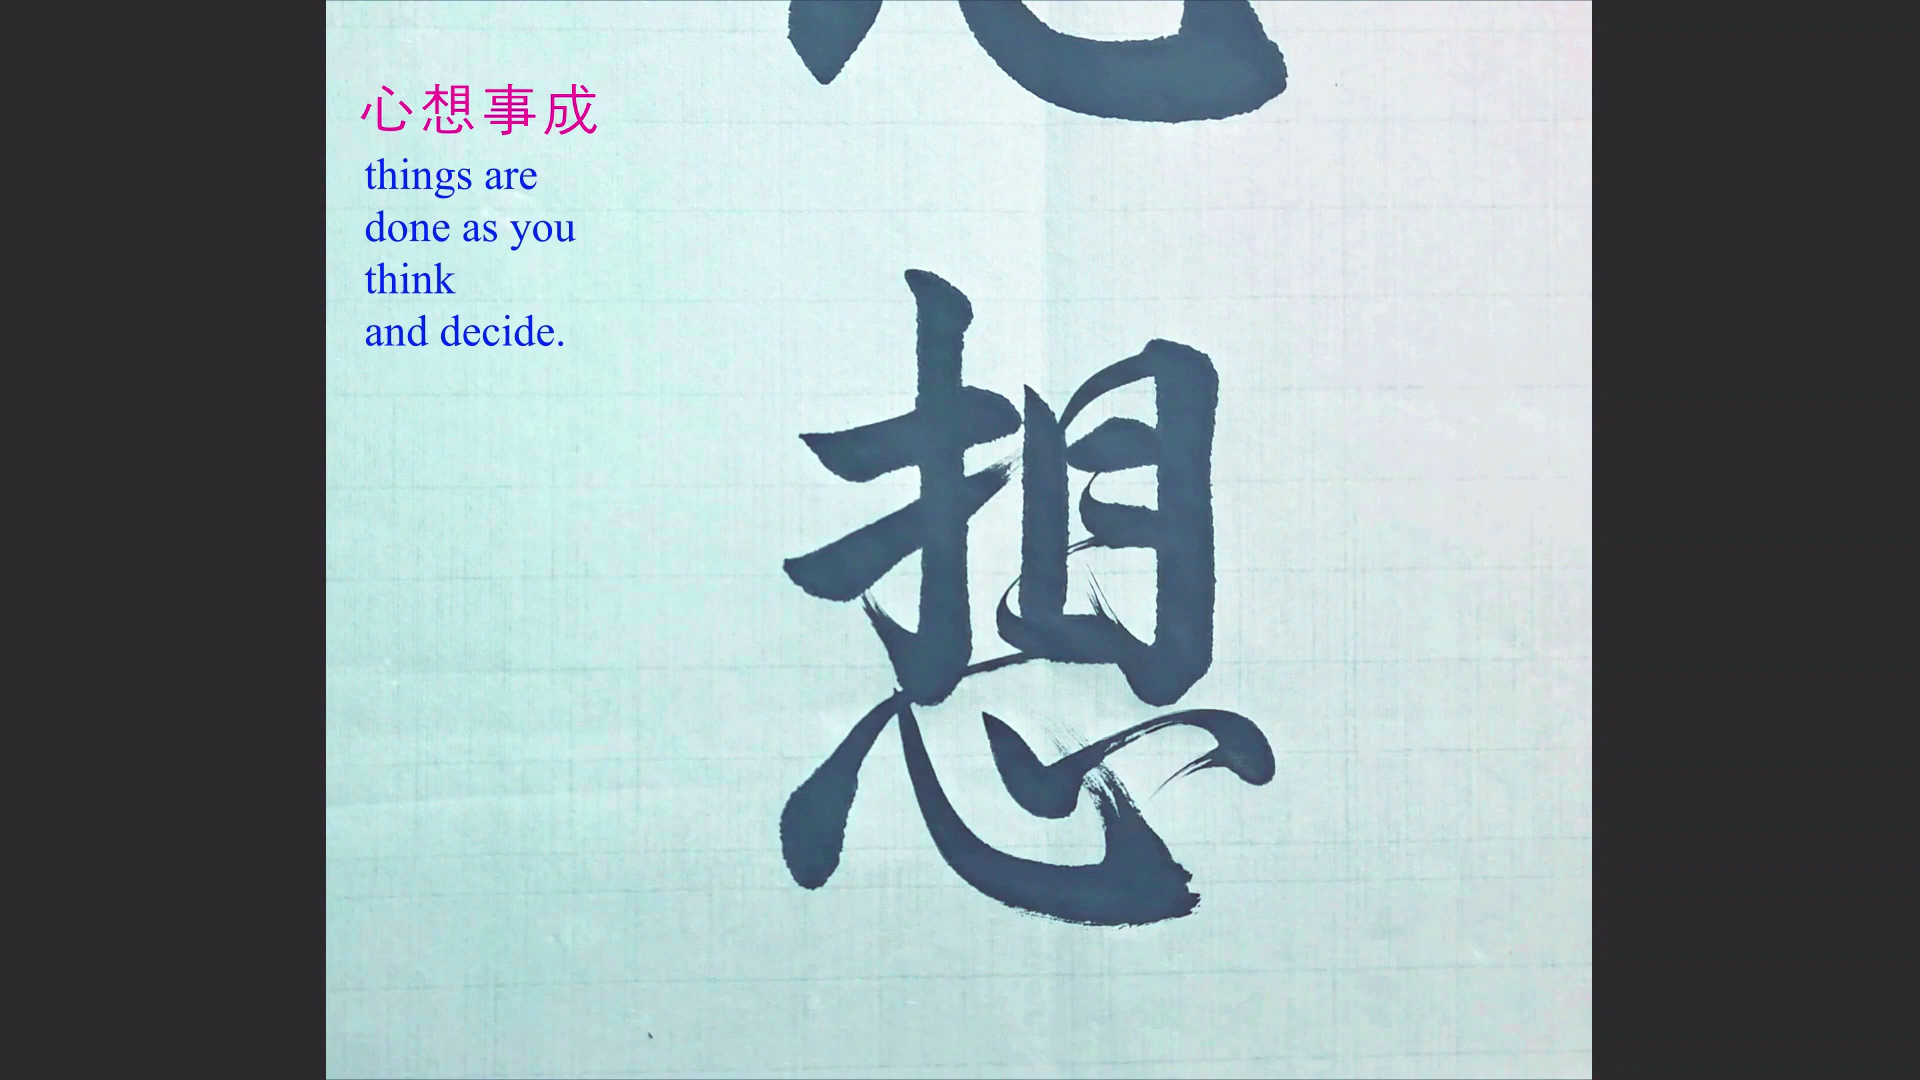 心想事成
things are
done as you
think
and decide.
想